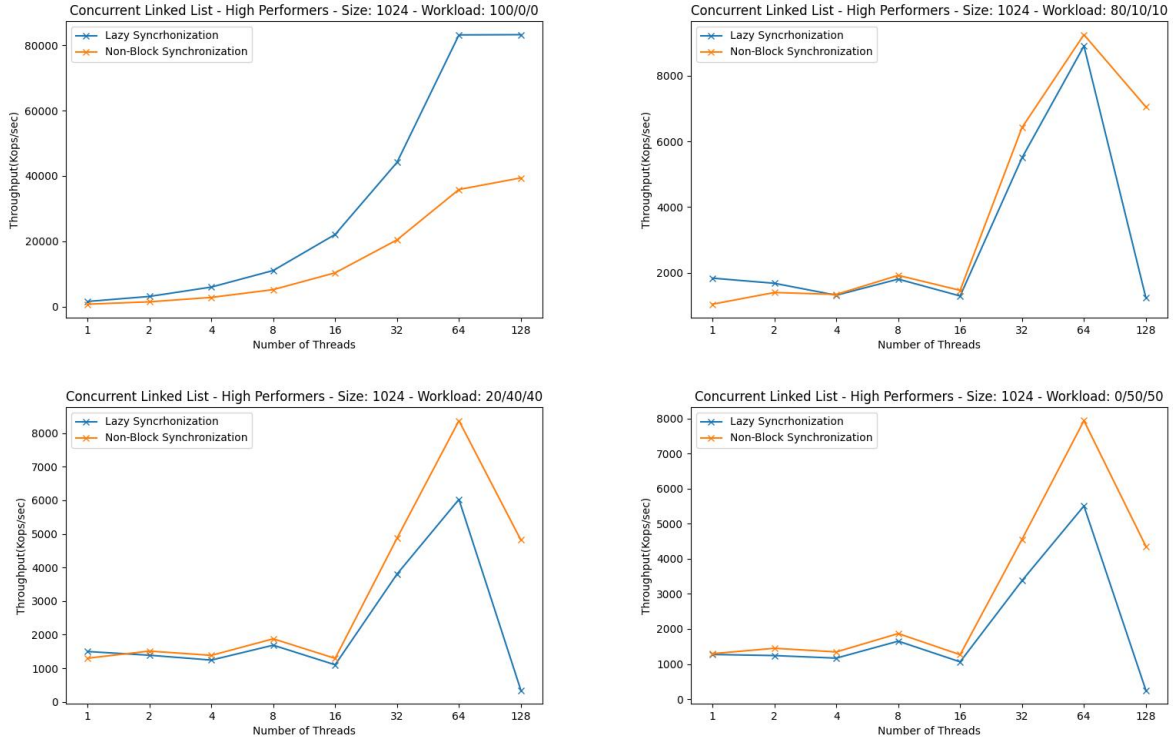 Concurrent Linked List - High Performers - Size: 1024 - Workload: 100/0/0
Lazy Syncrhonization
Non-Block Synchronization
Throughput(Kops/sec)
80000
60000
40000
20000
0
1 2 4 8 16 32 64 128
Number of Threads
Concurrent Linked List - High Performers - Size: 1024 - Workload: 80/10/10
Lazy Syncrhonization
Non-Block Synchronization
Throughput(Kops/sec)
8000
6000
4000
2000
1 2 4 8 16 32 64 128
Number of Threads
Concurrent Linked List - High Performers - Size: 1024 - Workload: 20/40/40
Lazy Syncrhonization
Non-Block Synchronization
Throughput(Kops/sec)
8000
7000
6000
5000
4000
3000
2000
1000
0
1 2 4 8 16 32 64 128
Number of Threads
Concurrent Linked List - High Performers - Size: 1024 - Workload: 0/50/50
Lazy Syncrhonization
Non-Block Synchronization
Throughput(Kops/sec)
8000
7000
6000
5000
4000
3000
2000
1000
0
1 2 4 8 16 32 64 128
Number of Threads